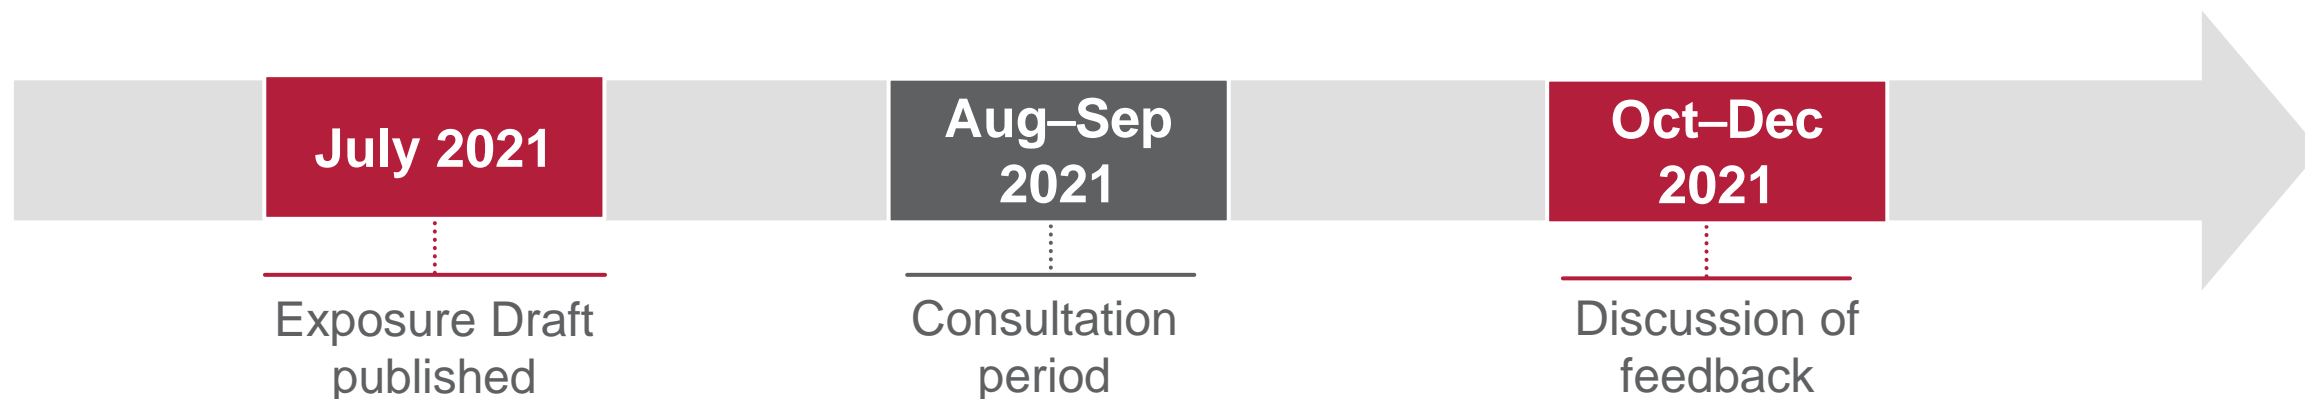 July 2021
Aug–Sep
2021
Oct–Dec
2021
Exposure Draft
published
Consultation
period
Discussion of
feedback